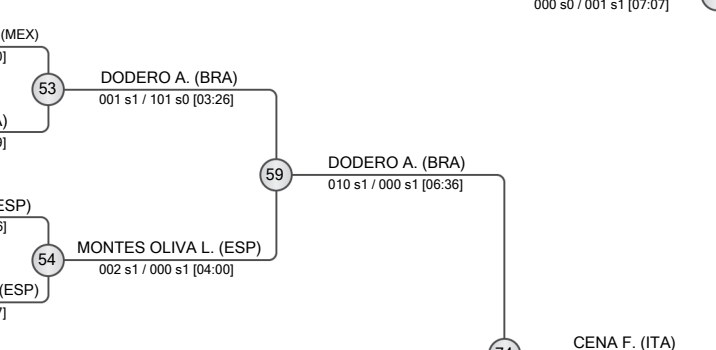 000 s0 / 001 s1 [07:07]
(MEX)
53
DODERO A. (BRA)
001 s1 / 101 s0 [03:26]
59
DODERO A. (BRA)
010 s1 / 000 s1 [06:36]
ESP)
54
MONTES OLIVA L. (ESP)
002 s1 / 000 s1 [04:00]
(ESP)
CENA F. (ITA)